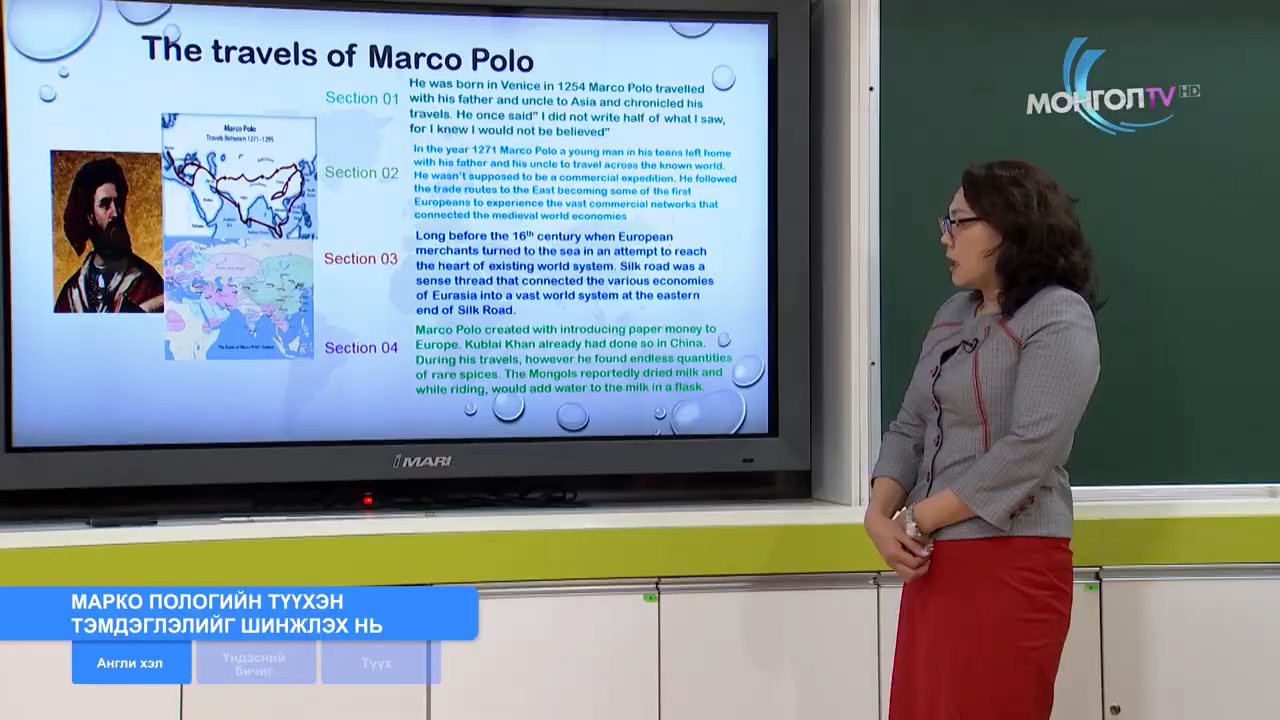 The travels of Marco Polo
Section 01
He was born in Venice in 1254 Marco Polo travelled
with his father and uncle to Asia and chronicled his
travels. He once said" I did not write half of what I saw,
for I knew I would not be believed"
Section 02
In the year 1271 Marco Polo a young man in his teens left home
with his father and his uncle to travel across the known world.
He wasn't supposed to be a commercial expedition. He followed
the trade routes to the East becoming some of the first
Europeans to experience the vast commercial networks that
connected the medieval world economies
Section 03
Long before the 16th century when European
merchants turned to the sea in an attempt to reach
the heart of existing world system. Silk road was a
sense thread that connected the various economies
of Eurasia into a vast world system at the eastern
end of Silk Road.
Section 04
Marco Polo created with introducing paper money to
Europe. Kublai Khan already had done so in China.
During his travels, however he found endless quantities
of rare spices. The Mongols reportedly dried milk and
while riding, would add water to the milk in a flask.
Marco Polo
Travels Between 1271-1295
iMARI
МОНГОЛTV HD
МАРКО ПОЛОГИЙН ТҮҮХЭН
ТЭМДЭГЛЭЛИЙГ ШИНЖЛЭХ НЬ
Англи хэл
Үндэсний
бичиг
Түүх